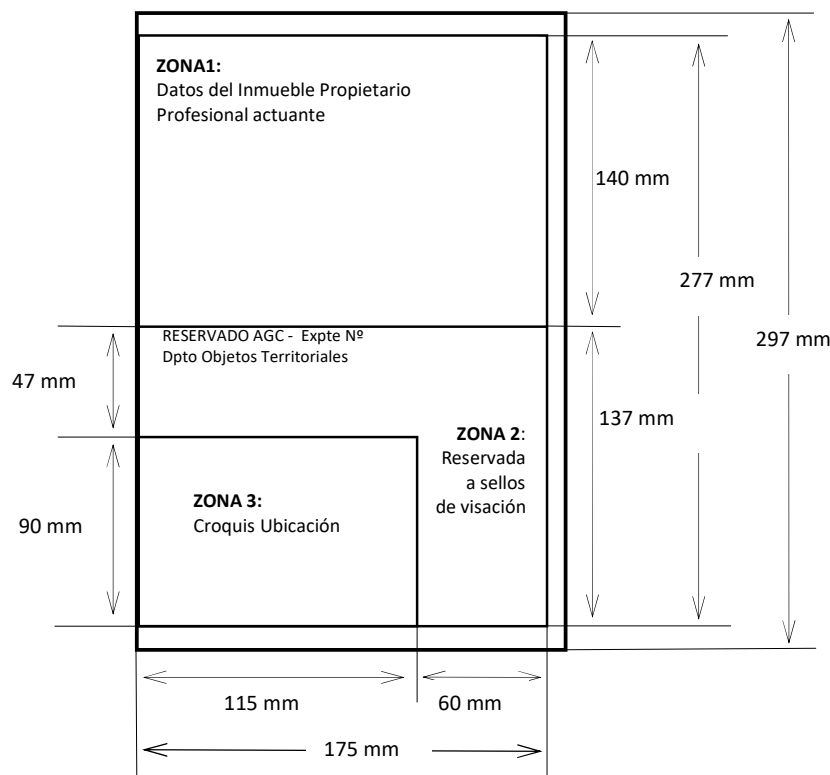 ZONA1:
Datos del Inmueble Propietario
Profesional actuante
140 mm
277 mm
297 mm
RESERVADO AGC - Expte Nº
Dpto Objetos Territoriales
47 mm
137 mm
ZONA 2:
Reservada
a sellos
de visación
ZONA 3:
Croquis Ubicación
90 mm
115 mm
60 mm
175 mm